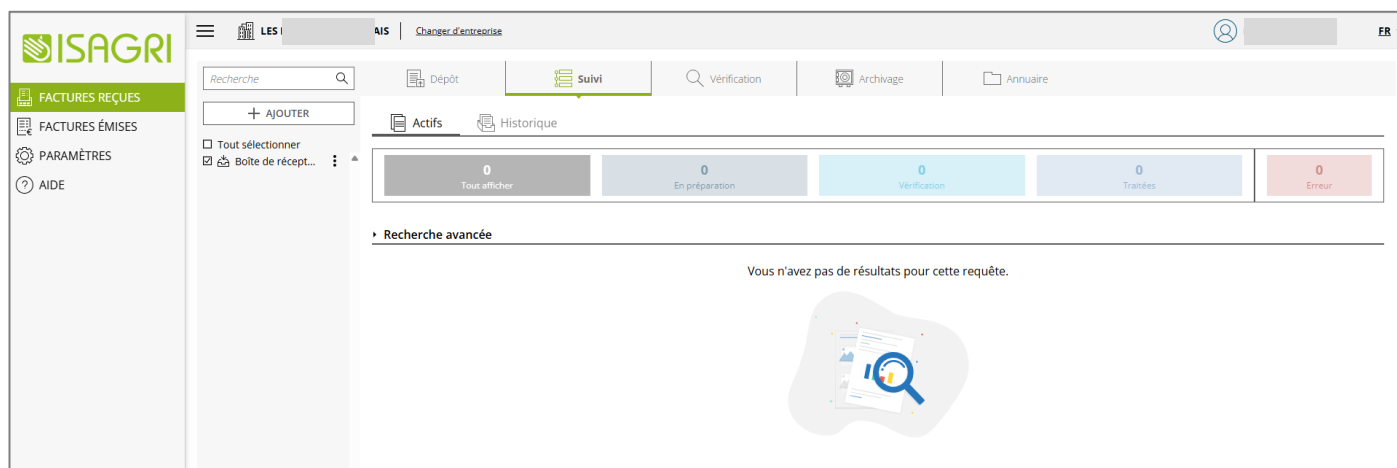 ISAGRI
FACTURES REÇUES
FACTURES ÉMISES
PARAMÈTRES
AIDE
LES AIS Changer d'entreprise FR
Recherche
AJOUTER
Tout sélectionner
Boîte de récept...
Dépôt Suivi Vérification Archivage Annuaire
Actifs Historique
0 0 0 0 0
Tout afficher En préparation Vérification Traitées Erreur
Recherche avancée
Vous n'avez pas de résultats pour cette requête.